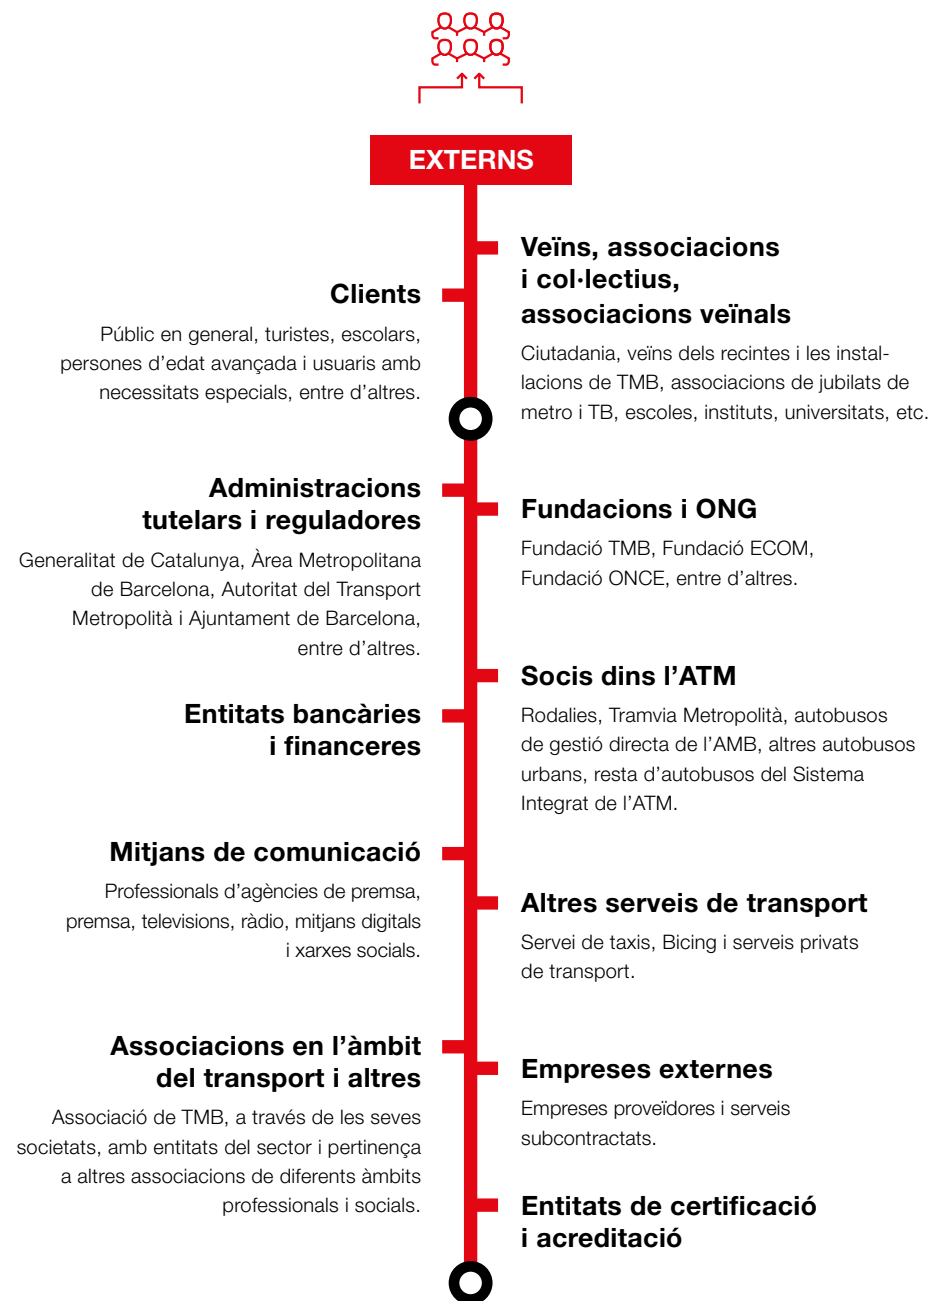 EXTERNS
Clients
Públic en general, turistes, escolars,
persones d’edat avançada i usuaris amb
necessitats especials, entre d’altres.
Veïns, associacions
i col·lectius,
associacions veïnals
Ciutadania, veïns dels recintes i les instal-
lacions de TMB, associacions de jubilats de
metro i TB, escoles, instituts, universitats, etc.
Administracions
tutelars i reguladores
Generalitat de Catalunya, Àrea Metropolitana
de Barcelona, Autoritat del Transport
Metropolità i Ajuntament de Barcelona,
entre d’altres.
Fundacions i ONG
Fundació TMB, Fundació ECOM,
Fundació ONCE, entre d’altres.
Entitats bancàries
i financeres
Socis dins l’ATM
Rodalies, Tramvia Metropolità, autobusos
de gestió directa de l’AMB, altres autobusos
urbans, resta d’autobusos del Sistema
Integrat de l’ATM.
Mitjans de comunicació
Professionals d’agències de premsa,
premsa, televisions, ràdio, mitjans digitals
i xarxes socials.
Altres serveis de transport
Servei de taxis, Bicing i serveis privats
de transport.
Associacions en l’àmbit
del transport i altres
Associació de TMB, a través de les seves
societats, amb entitats del sector i pertinença
a altres associacions de diferents àmbits
professionals i socials.
Empreses externes
Empreses proveïdores i serveis
subcontractats.
Entitats de certificació
i acreditació